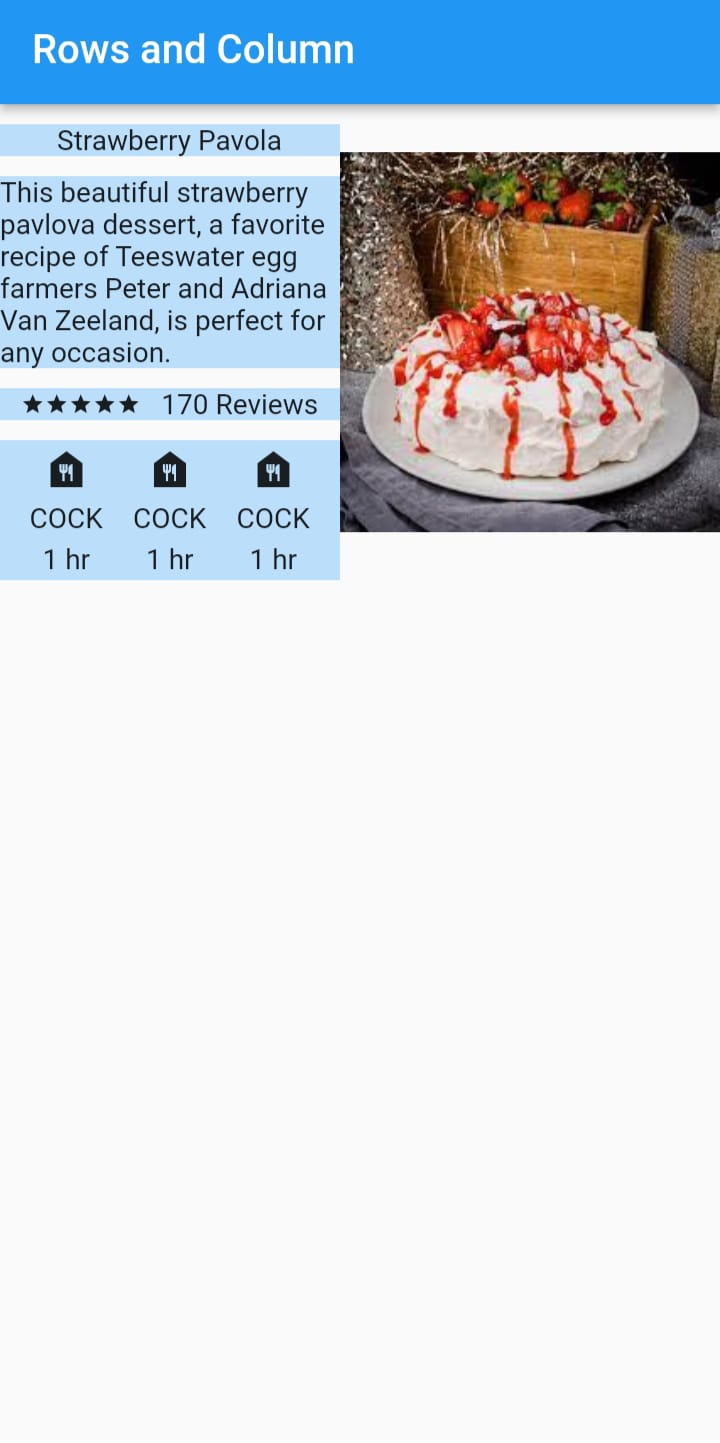 Rows and Column
Strawberry Pavola
This beautiful strawberry
pavlova dessert, a favorite
recipe of Teeswater egg
farmers Peter and Adriana
Van Zeeland, is perfect for
any occasion.
★★★★★ 170 Reviews
COCK COCK COCK
1 hr 1 hr 1 hr